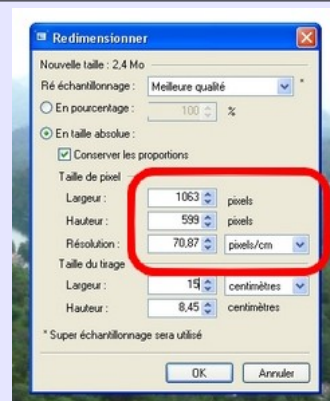 Redimensionner
Nouvelle taille : 2,4 Mo
Ré échantillonnage : Meilleure qualité *
En pourcentage : 100 %
En taille absolue :
Conserver les proportions
Taille de pixel
Largeur : 1063 pixels
Hauteur : 599 pixels
Résolution : 70,87 pixels/cm
Taille du tirage
Largeur : 15 centimètres
Hauteur : 8,45 centimètres
* Super échantillonnage sera utilisé
OK Annuler